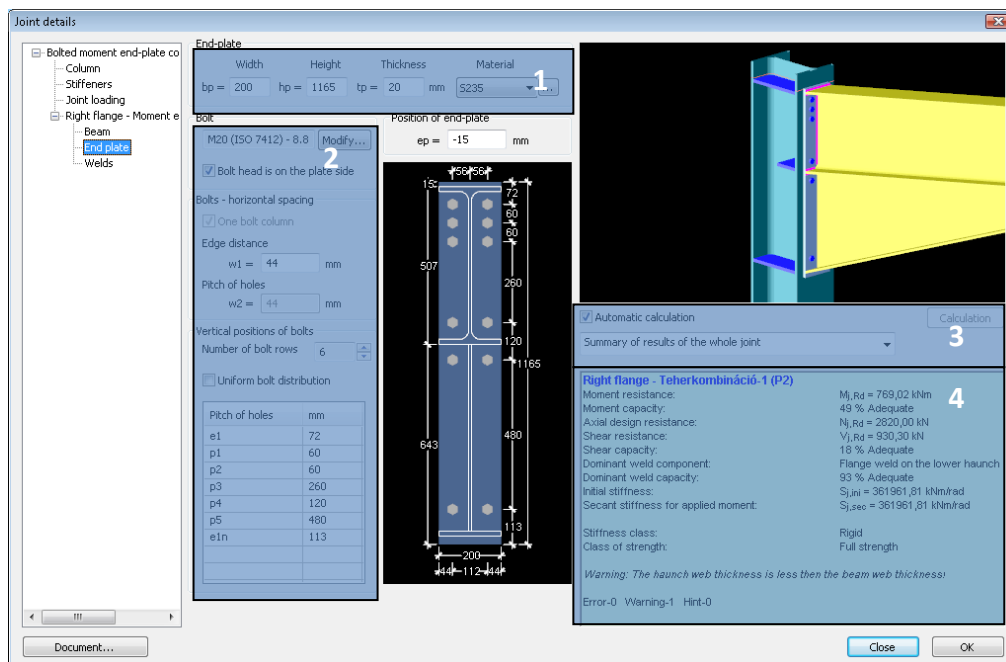 Joint details
Bolted moment end-plate co
Column
Stiffeners
Joint loading
Right flange - Moment e
Beam
End plate
Welds
End-plate
Width Height Thickness Material
1
bp = 200 hp = 1165 tp = 20 mm S235 ...
Bolt
M20 (ISO 7412) - 8.8 Modify...
2
Bolt head is on the plate side
Bolts - horizontal spacing
One bolt column
Edge distance
w1 = 44 mm
Pitch of holes
w2 = 44 mm
Vertical positions of bolts
Number of bolt rows 6
Uniform bolt distribution
Pitch of holes mm
e1 72
p1 60
p2 60
p3 260
p4 120
p5 480
e1n 113
Position of end-plate
ep = -15 mm
56 56
15
72
60
60
507
260
120
1165
643
480
113
200
44 112 44
Automatic calculation Calculation
3
Summary of results of the whole joint
Right flange - Teherkombináció-1 (P2)
4
Moment resistance: Mj,Rd = 769,02 kNm
Moment capacity: 49 % Adequate
Axial design resistance: Nj,Rd = 2820,00 kN
Shear resistance: Vj,Rd = 930,30 kN
Shear capacity: 18 % Adequate
Dominant weld component: Flange weld on the lower haunch
Dominant weld capacity: 93 % Adequate
Initial stiffness: Sj,ini = 361961,81 kNm/rad
Secant stiffness for applied moment: Sj,sec = 361961,81 kNm/rad
Stiffness class: Rigid
Class of strength: Full strength
Warning: The haunch web thickness is less then the beam web thickness!
Error-0 Warning-1 Hint-0
Document... Close OK